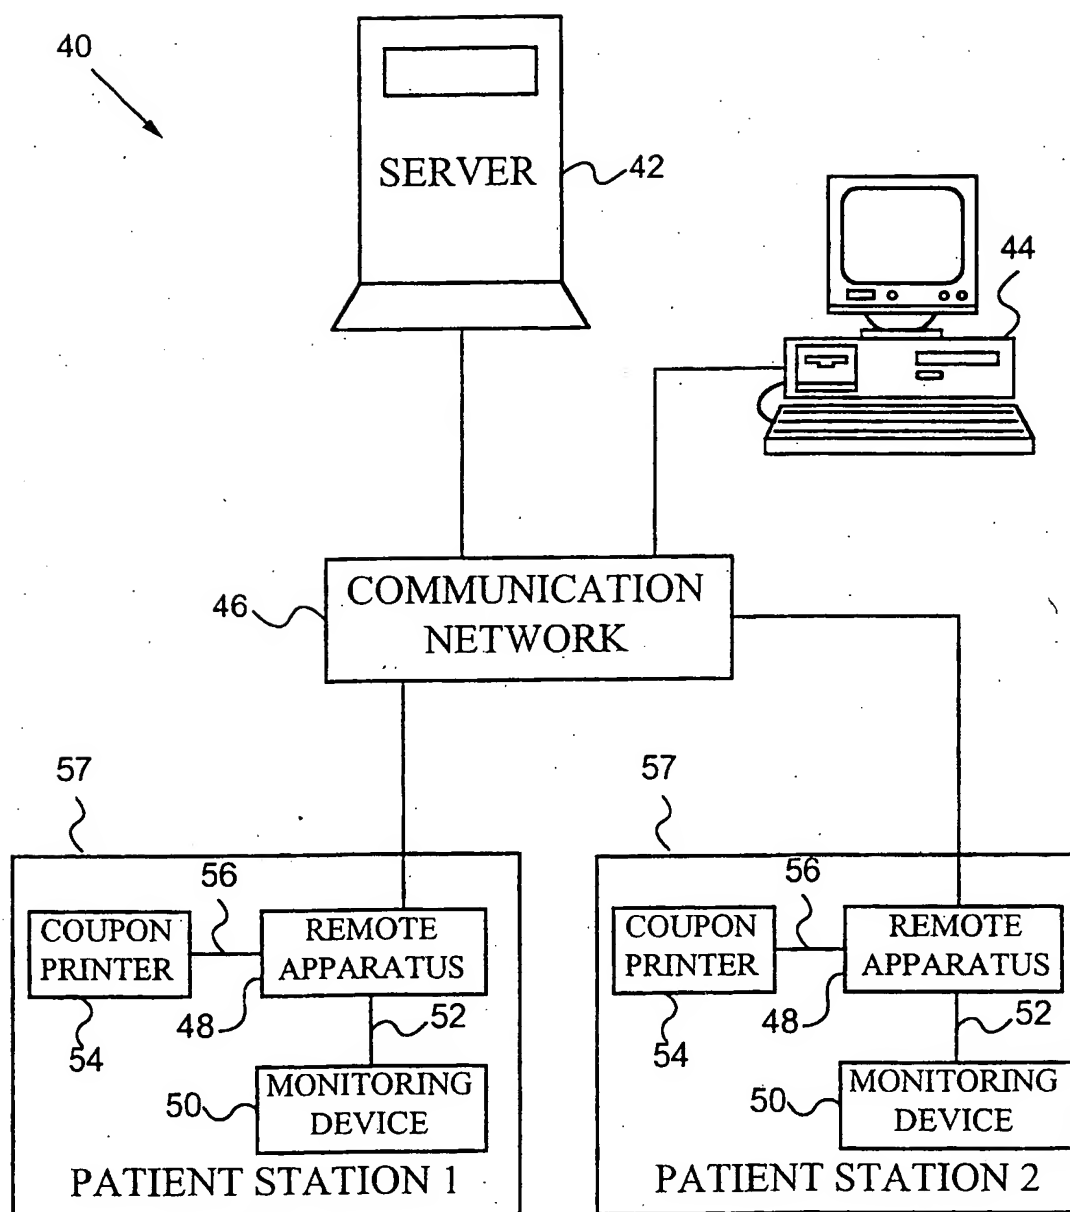 40
SERVER
42
44
COMMUNICATION
NETWORK
46
57
57
56
COUPON
PRINTER
REMOTE
APPARATUS
48
52
54
50
MONITORING
DEVICE
PATIENT STATION 1
56
COUPON
PRINTER
REMOTE
APPARATUS
48
52
54
50
MONITORING
DEVICE
PATIENT STATION 2